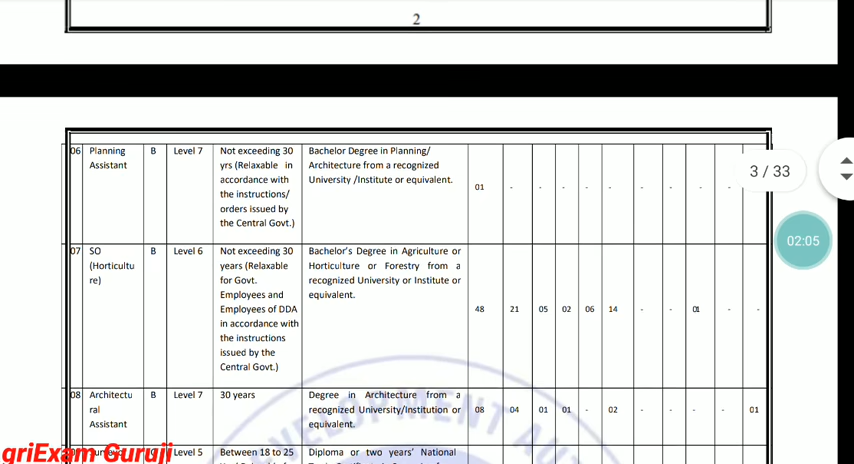 2
06 Planning Assistant B Level 7 Not exceeding 30 yrs (Relaxable in accordance with the instructions/ orders issued by the Central Govt.) Bachelor Degree in Planning/ Architecture from a recognized University /Institute or equivalent. 01 - - - - - - - - -
3 / 33
02:05
07 SO (Horticulture) B Level 6 Not exceeding 30 years (Relaxable for Govt. Employees and Employees of DDA in accordance with the instructions issued by the Central Govt.) Bachelor's Degree in Agriculture or Horticulture or Forestry from a recognized University or Institute or equivalent. 48 21 05 02 06 14 - - 01 - -
08 Architectural Assistant B Level 7 30 years Degree in Architecture from a recognized University/Institution or equivalent. 08 04 01 01 - 02 - - - - 01
Level 5 Between 18 to 25 Diploma or two years' National
griExam Guruji
VELOPMENT AUT